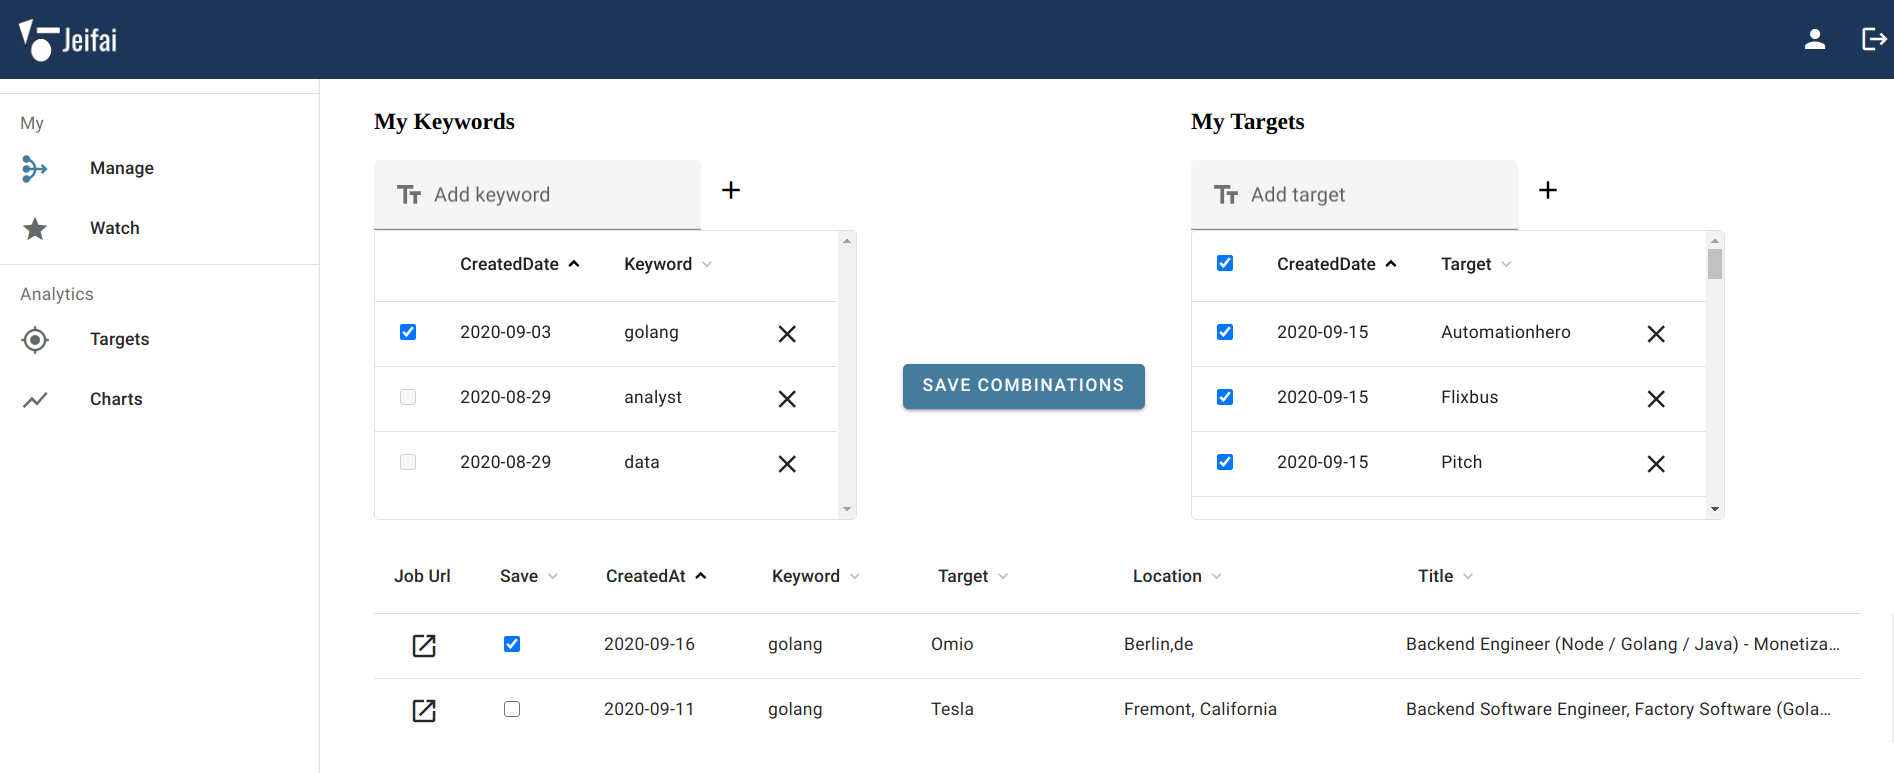 Jeifai
My
Manage
Watch
Analytics
Targets
Charts
My Keywords
Add keyword
CreatedDate Keyword
2020-09-03 golang
2020-08-29 analyst
2020-08-29 data
SAVE COMBINATIONS
My Targets
Add target
CreatedDate Target
2020-09-15 Automationhero
2020-09-15 Flixbus
2020-09-15 Pitch
Job Url Save CreatedAt Keyword Target Location Title
2020-09-16 golang Omio Berlin,de Backend Engineer (Node / Golang / Java) - Monetiza...
2020-09-11 golang Tesla Fremont, California Backend Software Engineer, Factory Software (Gola...